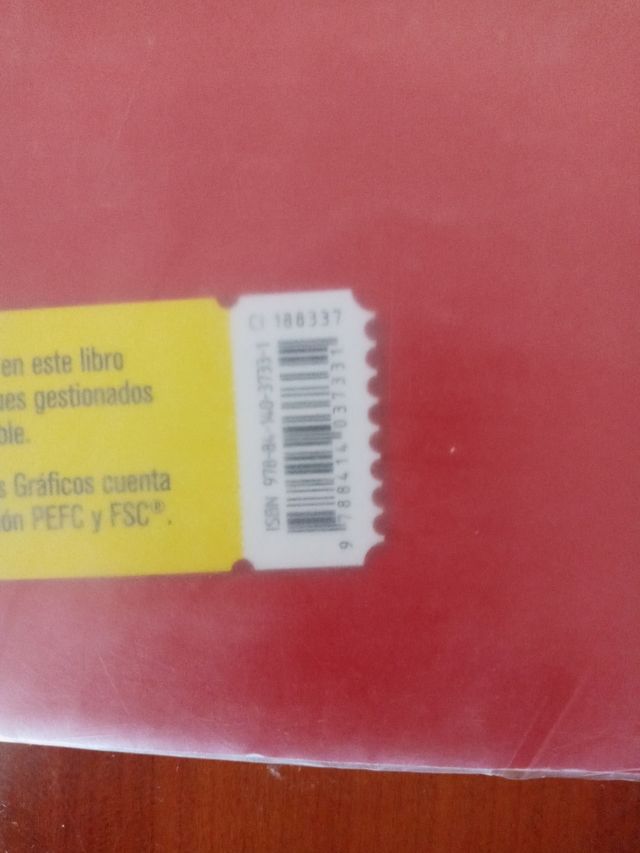 en este libro
ues gestionados
ble.
s Gráficos cuenta
ón PEFC y FSC®.
CI 188337
ISBN 978-84-140-3733-1
9 788414 037331